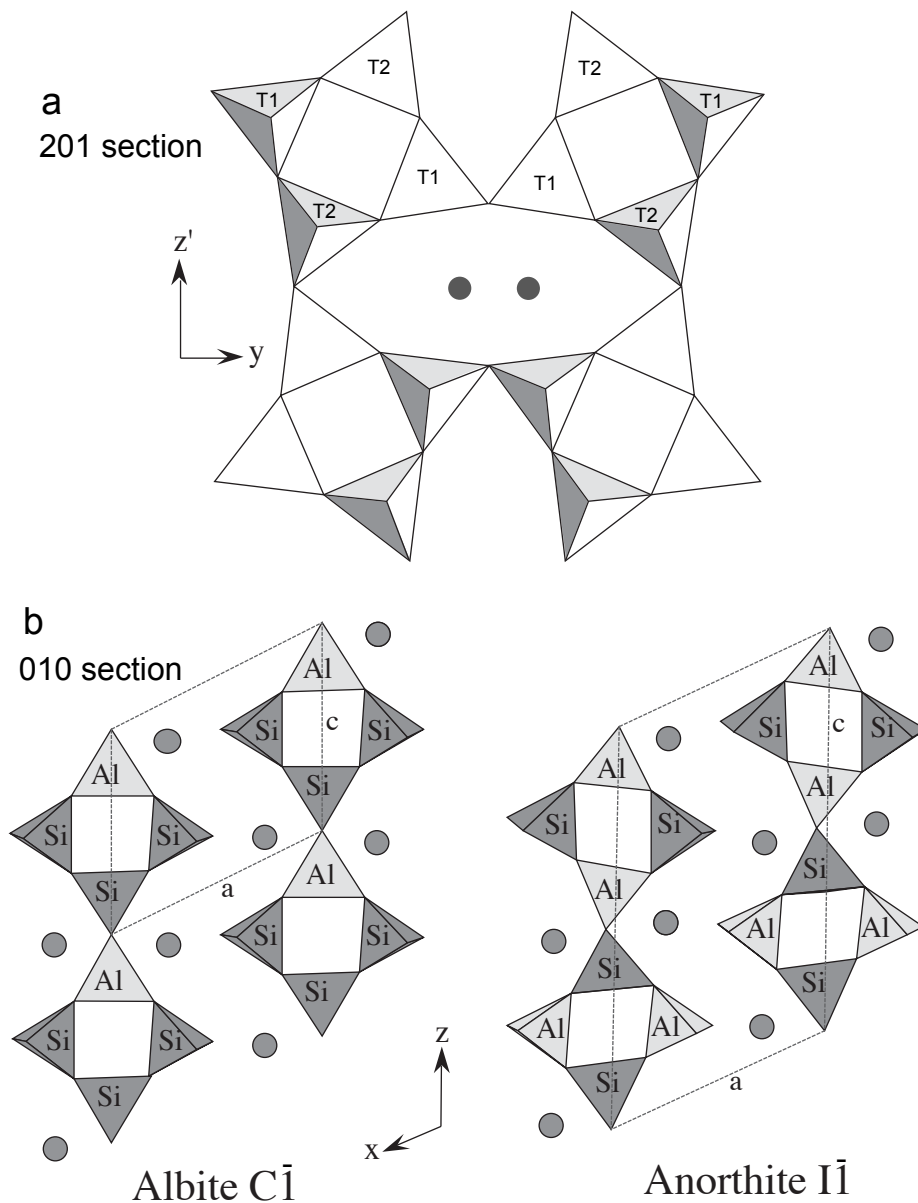 a
201 section
T2
T2
T1
T1
T1
T1
T2
T2
z'
y
b
010 section
Al
Al
Si
c
Si
Si
c
Si
Al
Al
Si
Si
Al
Si
Si
Si
Si
Al
Al
Si
a
Si
Si
Al
Al
Al
Si
Si
Si
Si
Si
Al
Al
Si
z
Si
Si
a
x
Albite C1̄
Anorthite I1̄